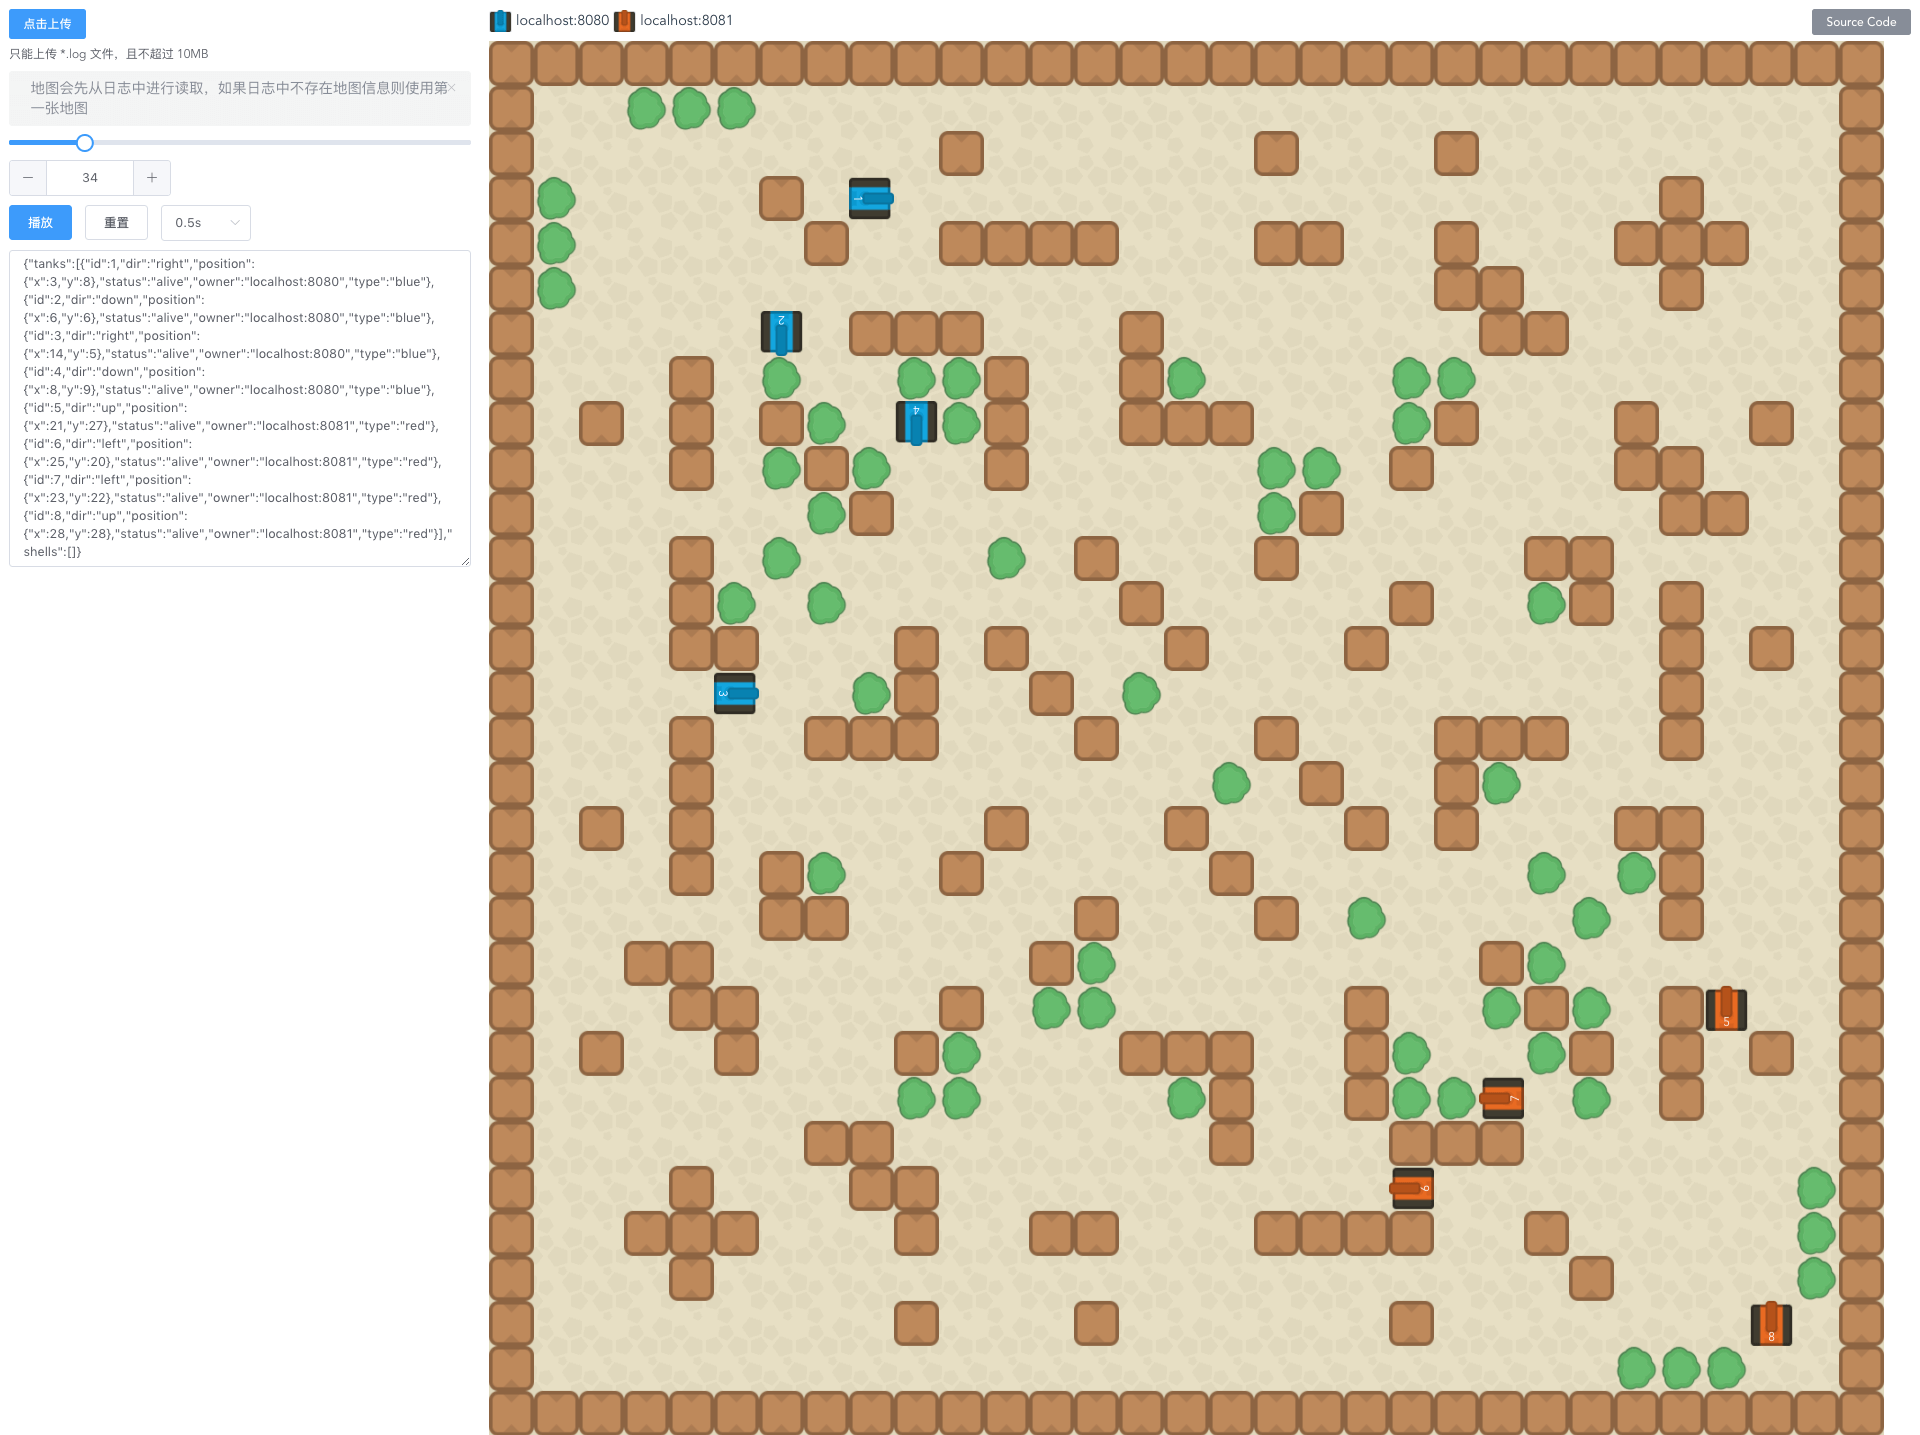 点击上传
只能上传 *.log 文件，且不超过 10MB
地图会先从日志中进行读取，如果日志中不存在地图信息则使用第
一张地图
34
播放 重置 0.5s
{"tanks":[{"id":1,"dir":"right","position":
{"x":3,"y":8},"status":"alive","owner":"localhost:8080","type":"blue"},
{"id":2,"dir":"down","position":
{"x":6,"y":6},"status":"alive","owner":"localhost:8080","type":"blue"},
{"id":3,"dir":"right","position":
{"x":14,"y":5},"status":"alive","owner":"localhost:8080","type":"blue"},
{"id":4,"dir":"down","position":
{"x":8,"y":9},"status":"alive","owner":"localhost:8080","type":"blue"},
{"id":5,"dir":"up","position":
{"x":21,"y":27},"status":"alive","owner":"localhost:8081","type":"red"},
{"id":6,"dir":"left","position":
{"x":25,"y":20},"status":"alive","owner":"localhost:8081","type":"red"},
{"id":7,"dir":"left","position":
{"x":23,"y":22},"status":"alive","owner":"localhost:8081","type":"red"},
{"id":8,"dir":"up","position":
{"x":28,"y":28},"status":"alive","owner":"localhost:8081","type":"red"}],"
shells":[]}
localhost:8080 localhost:8081
Source Code
1
2
4
3
5
7
6
8